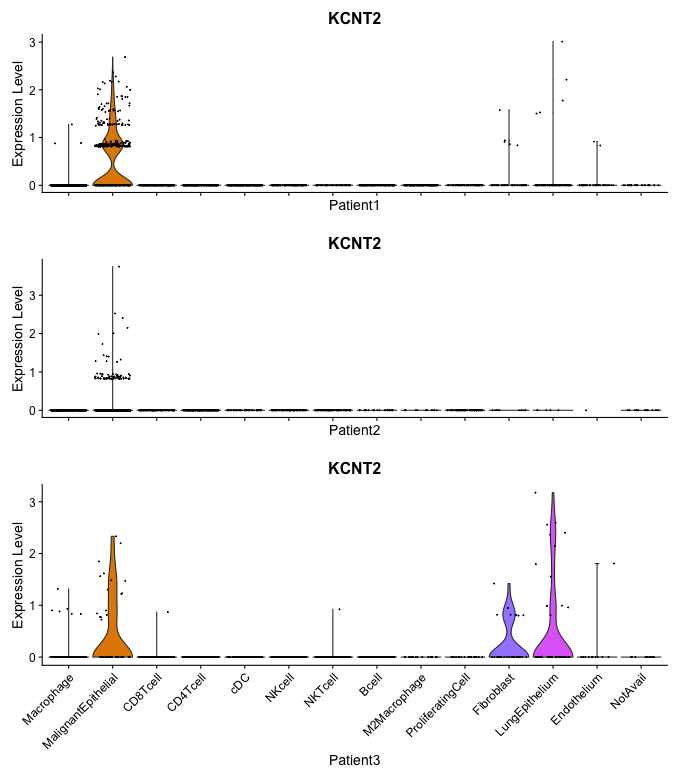 KCNT2
Expression Level
3
2
1
0
Patient1
KCNT2
Expression Level
3
2
1
0
Patient2
KCNT2
Expression Level
3
2
1
0
Macrophage
MalignantEpithelial
CD8Tcell
CD4Tcell
cDC
NKcell
NKTcell
Bcell
M2Macrophage
ProliferatingCell
Fibroblast
LungEpithelium
Endothelium
NotAvail
Patient3